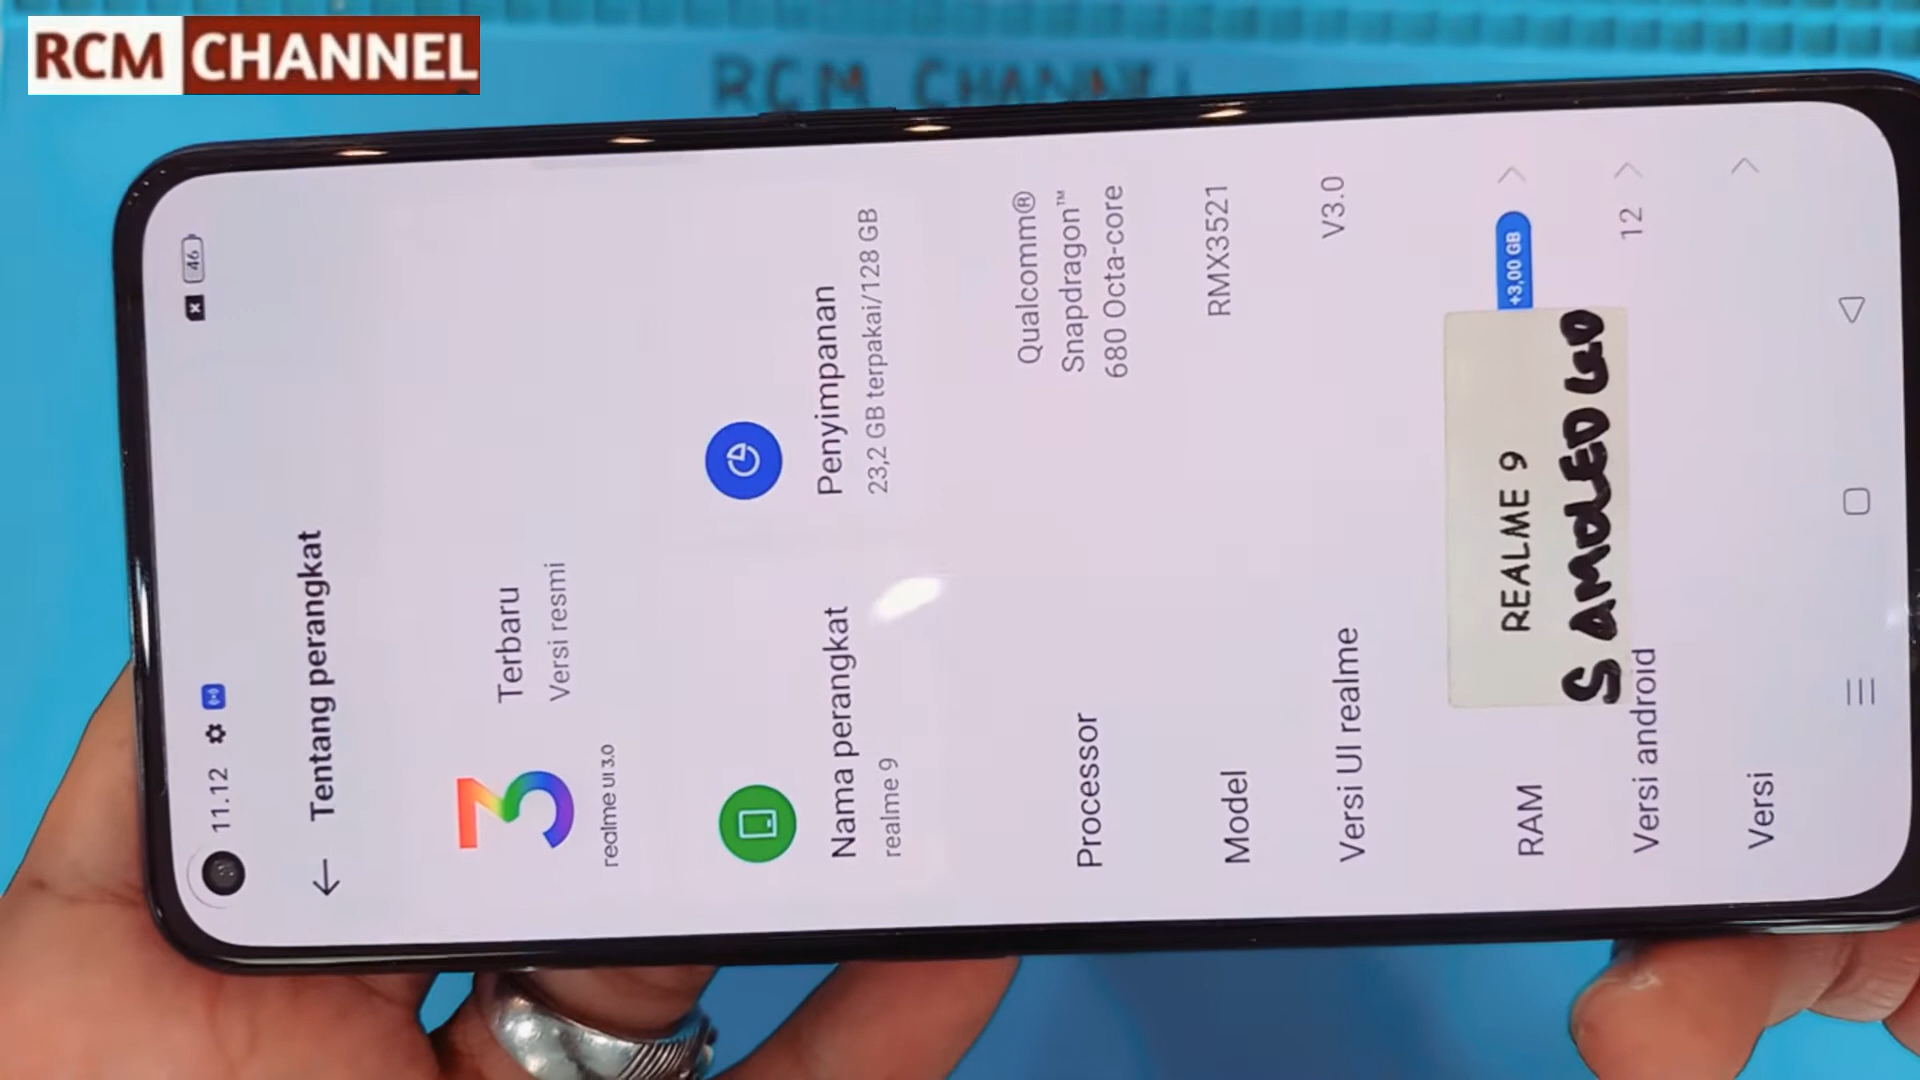 RCM CHANNEL
RCM CHANNEL
11.12
46
Tentang perangkat
realme UI 3.0
Terbaru
Versi resmi
Nama perangkat
realme 9
Penyimpanan
23,2 GB terpakai/128 GB
Processor
Qualcomm®
Snapdragon™
680 Octa-core
Model
RMX3521
Versi UI realme
V3.0
RAM
+3,00 GB
REALME 9
Versi android
12
Versi